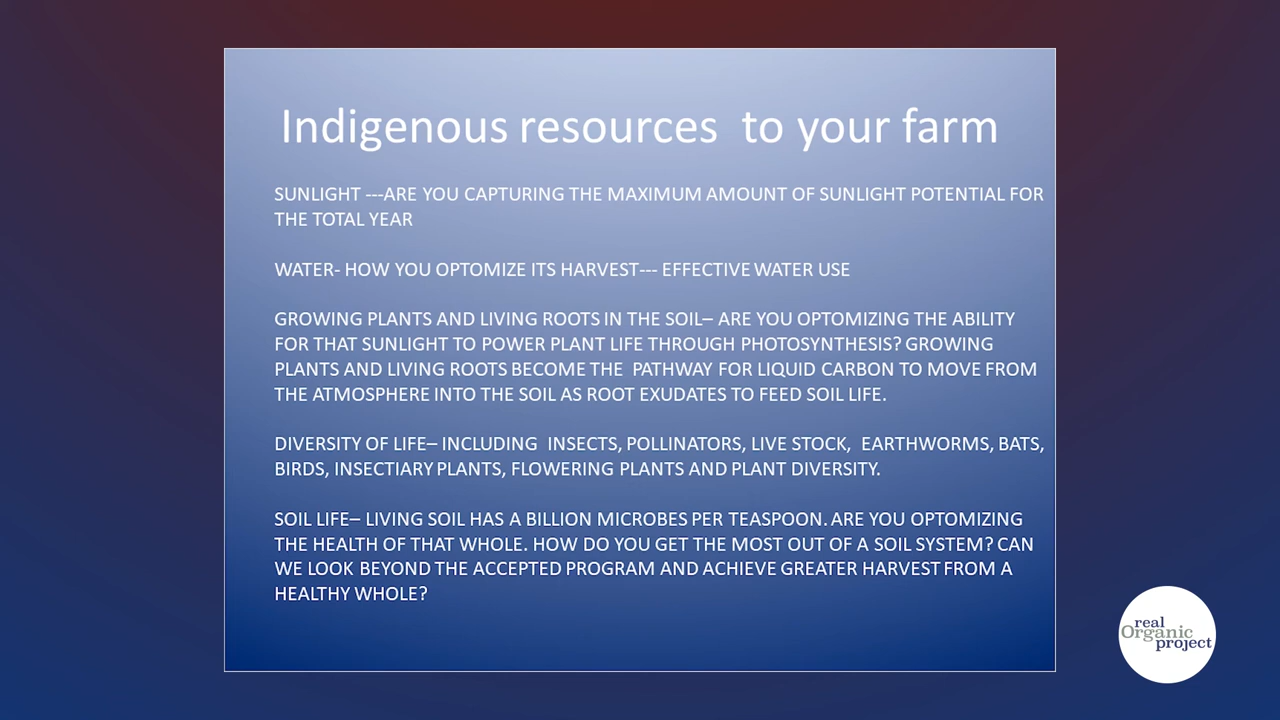 Indigenous resources to your farm
SUNLIGHT ---ARE YOU CAPTURING THE MAXIMUM AMOUNT OF SUNLIGHT POTENTIAL FOR
THE TOTAL YEAR
WATER- HOW YOU OPTOMIZE ITS HARVEST--- EFFECTIVE WATER USE
GROWING PLANTS AND LIVING ROOTS IN THE SOIL– ARE YOU OPTOMIZING THE ABILITY
FOR THAT SUNLIGHT TO POWER PLANT LIFE THROUGH PHOTOSYNTHESIS? GROWING
PLANTS AND LIVING ROOTS BECOME THE PATHWAY FOR LIQUID CARBON TO MOVE FROM
THE ATMOSPHERE INTO THE SOIL AS ROOT EXUDATES TO FEED SOIL LIFE.
DIVERSITY OF LIFE– INCLUDING INSECTS, POLLINATORS, LIVE STOCK, EARTHWORMS, BATS,
BIRDS, INSECTIARY PLANTS, FLOWERING PLANTS AND PLANT DIVERSITY.
SOIL LIFE– LIVING SOIL HAS A BILLION MICROBES PER TEASPOON. ARE YOU OPTOMIZING
THE HEALTH OF THAT WHOLE. HOW DO YOU GET THE MOST OUT OF A SOIL SYSTEM? CAN
WE LOOK BEYOND THE ACCEPTED PROGRAM AND ACHIEVE GREATER HARVEST FROM A
HEALTHY WHOLE?
real
Organic
project